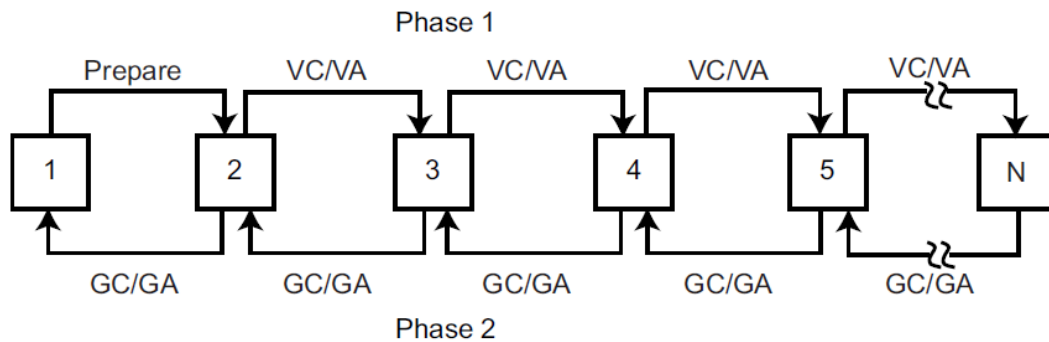 Phase 1
Prepare VC/VA VC/VA VC/VA VC/VA
1 2 3 4 5 N
GC/GA GC/GA GC/GA GC/GA GC/GA
Phase 2